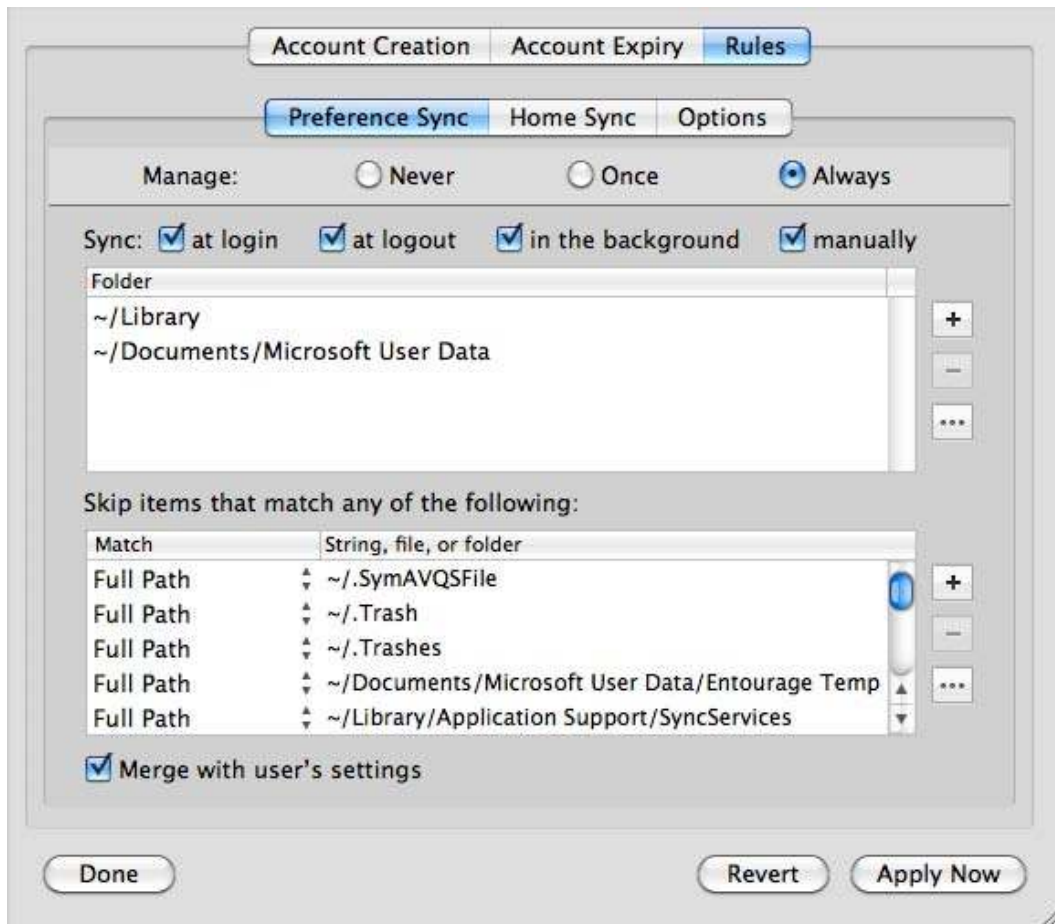 Account Creation Account Expiry Rules
Preference Sync Home Sync Options
Manage: Never Once Always
Sync: at login at logout in the background manually
Folder
~/Library
~/Documents/Microsoft User Data
Skip items that match any of the following:
Match String, file, or folder
Full Path ~/.SymAVQSFile
Full Path ~/.Trash
Full Path ~/.Trashes
Full Path ~/Documents/Microsoft User Data/Entourage Temp
Full Path ~/Library/Application Support/SyncServices
Merge with user's settings
Done Revert Apply Now